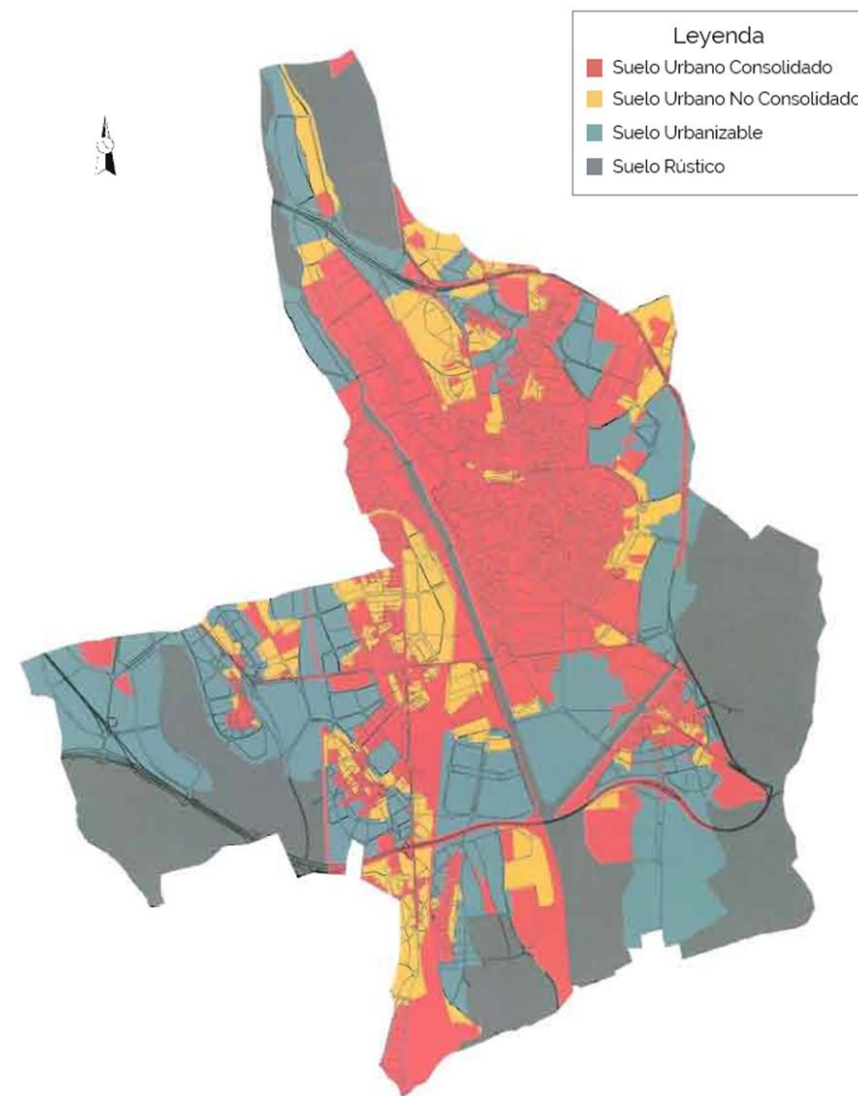 Leyenda
Suelo Urbano Consolidado
Suelo Urbano No Consolidado
Suelo Urbanizable
Suelo Rústico